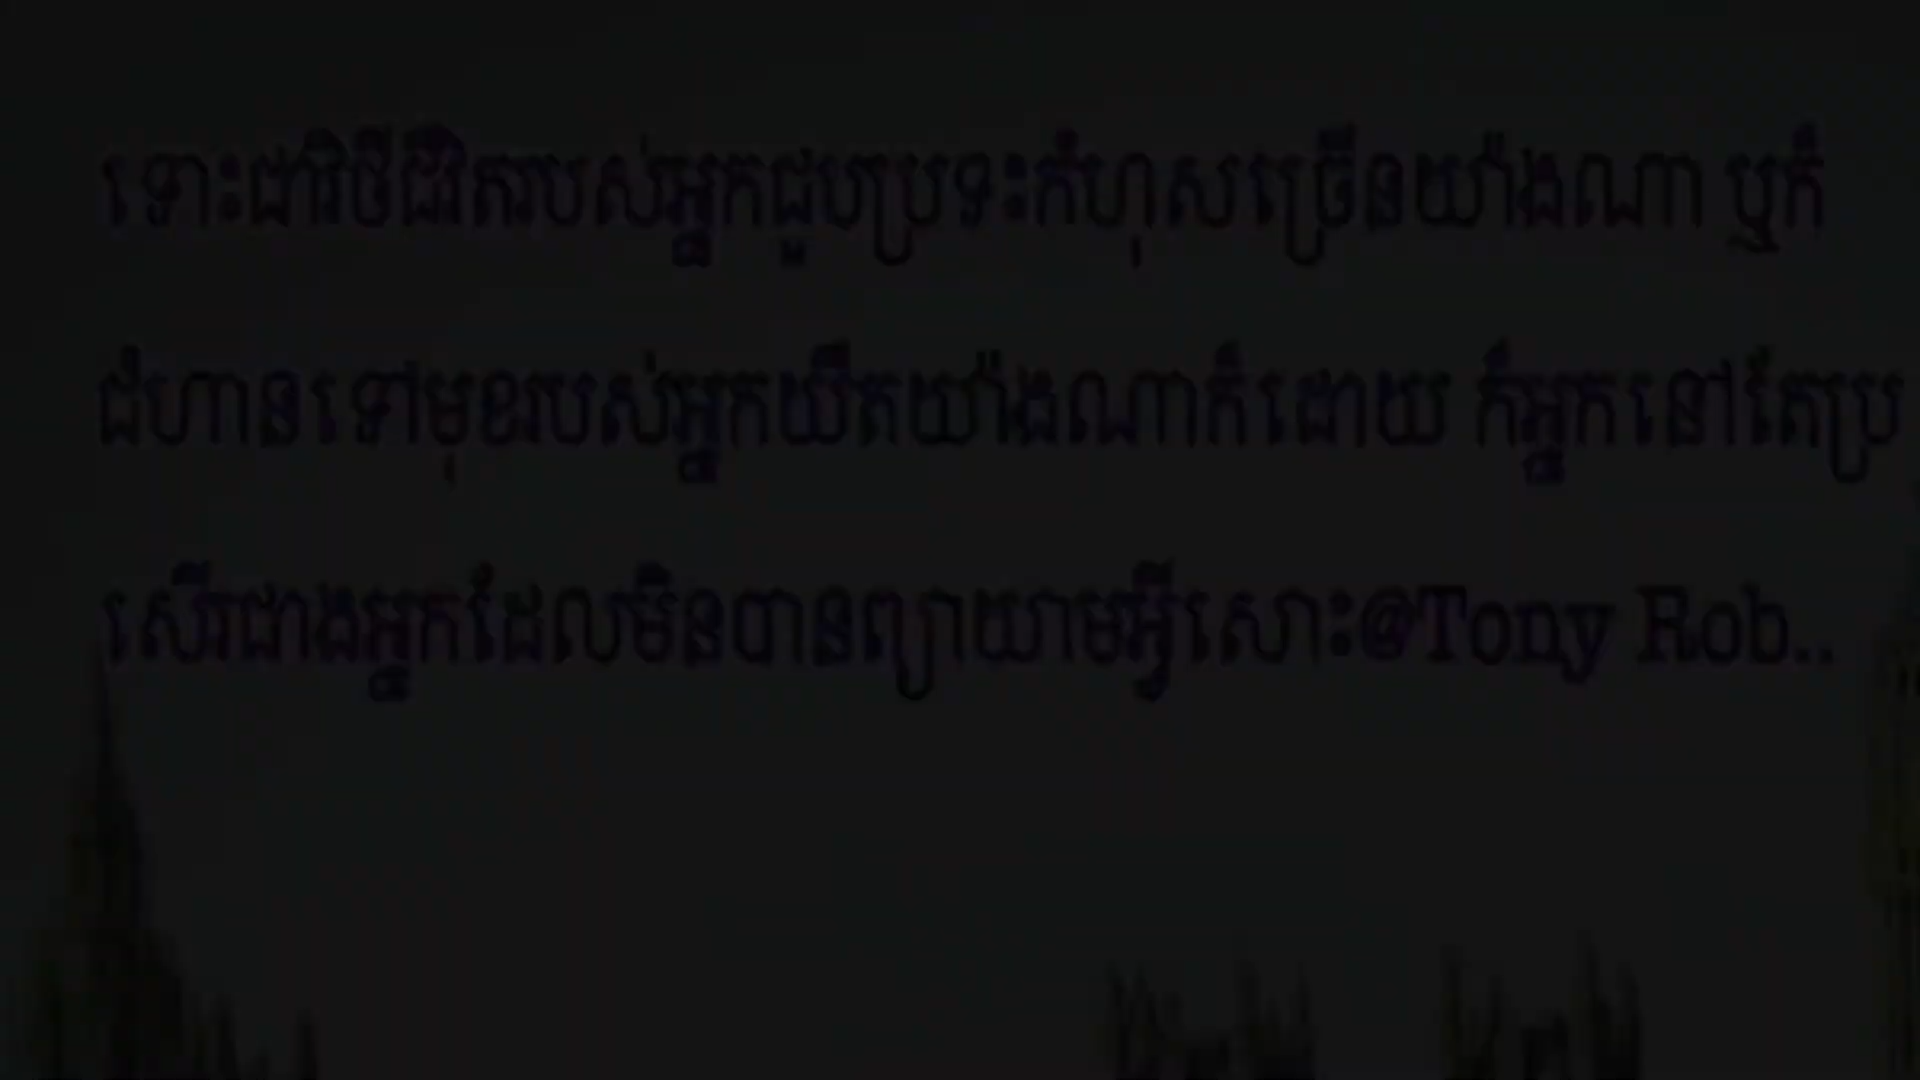 ទោះជាវិថីជីវិតរបស់អ្នកជួបប្រទះកំហុសច្រើនយ៉ាងណា ឬក៏
ជំហានទៅមុខរបស់អ្នកយឺតយ៉ាងណាក៏ដោយ ក៏អ្នកនៅតែប្រ
សើរជាងអ្នកដែលមិនបានព្យាយាមអ្វីសោះ@Tony Rob..